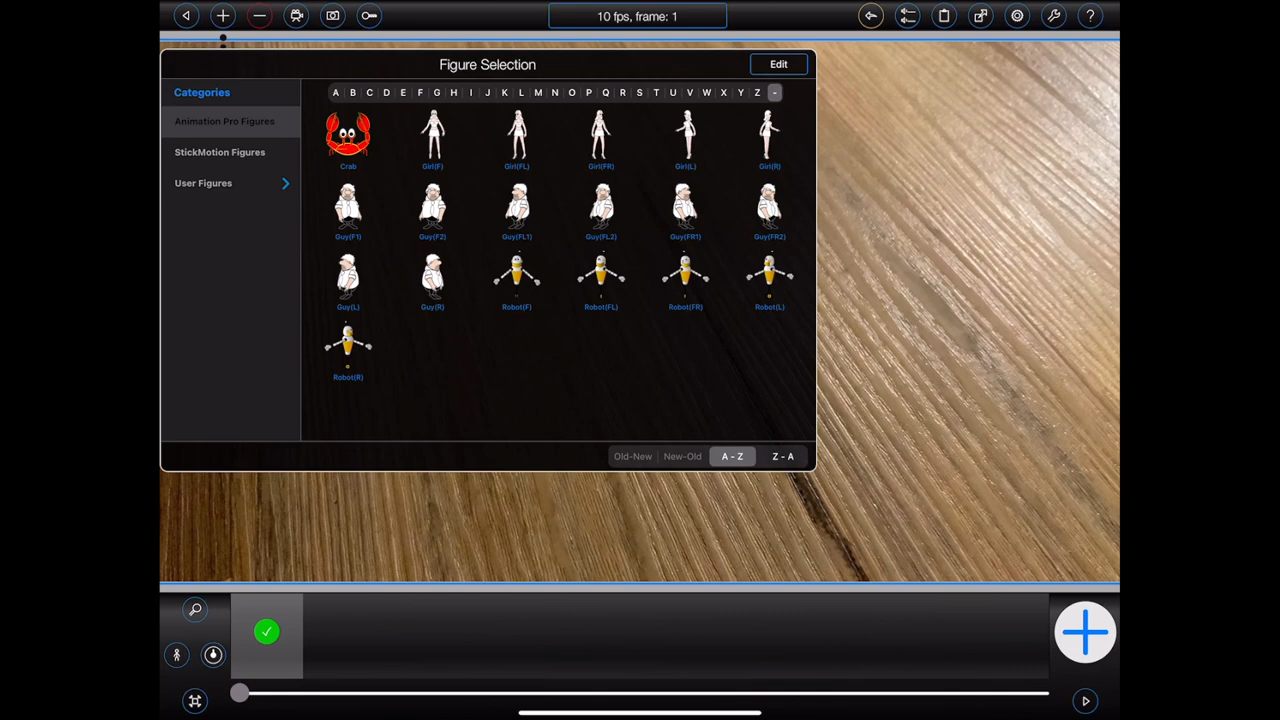 10 fps, frame: 1
?
Figure Selection
Edit
Categories
A B C D E F G H I J K L M N O P Q R S T U V W X Y Z -
Animation Pro Figures
StickMotion Figures
User Figures
Crab Girl(F) Girl(FL) Girl(FR) Girl(L) Girl(R)
Guy(F1) Guy(F2) Guy(FL1) Guy(FL2) Guy(FR1) Guy(FR2)
Guy(L) Guy(R) Robot(F) Robot(FL) Robot(FR) Robot(L)
Robot(R)
Old-New New-Old A - Z Z - A